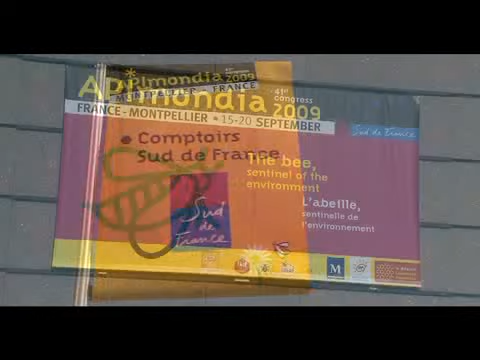 APimondia 2009
MONTPELLIER - FRANCE
Apimondia
41st
congress
2009
FRANCE - MONTPELLIER • 15-20 SEPTEMBER
Sud de France
• Comptoirs
Sud de France
The bee,
sentinel of the
environment
L'abeille,
sentinelle de
l'environnement
Sud
de
France
M